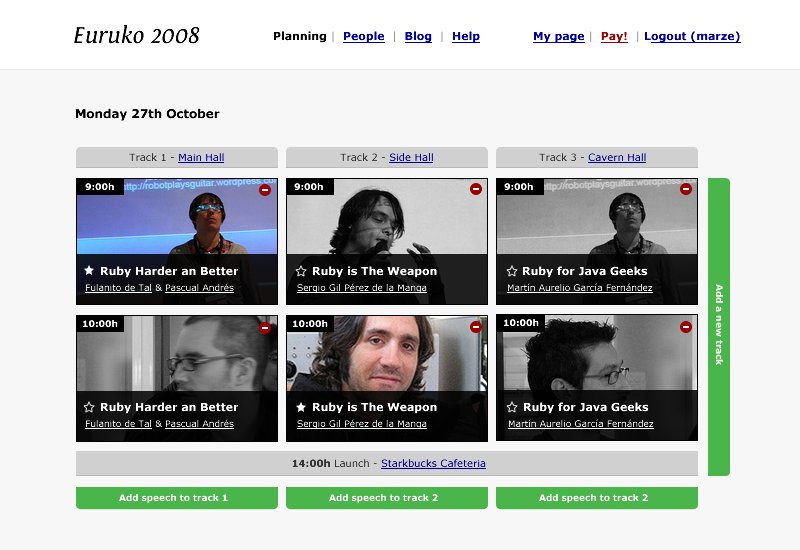 Euruko 2008
Planning | People | Blog | Help
My page | Pay! | Logout (marze)
Monday 27th October
Track 1 - Main Hall
Track 2 - Side Hall
Track 3 - Cavern Hall
9:00h
http://robotplaysguitar.wordpress.co
Ruby Harder an Better
Fulanito de Tal & Pascual Andrés
9:00h
Ruby is The Weapon
Sergio Gil Pérez de la Manga
9:00h
http://robotplaysguitar.wordpress.co
Ruby for Java Geeks
Martín Aurelio García Fernández
10:00h
Ruby Harder an Better
Fulanito de Tal & Pascual Andrés
10:00h
Ruby is The Weapon
Sergio Gil Pérez de la Manga
10:00h
Ruby for Java Geeks
Martín Aurelio García Fernández
Add a new track
14:00h Launch - Starkbucks Cafeteria
Add speech to track 1
Add speech to track 2
Add speech to track 2